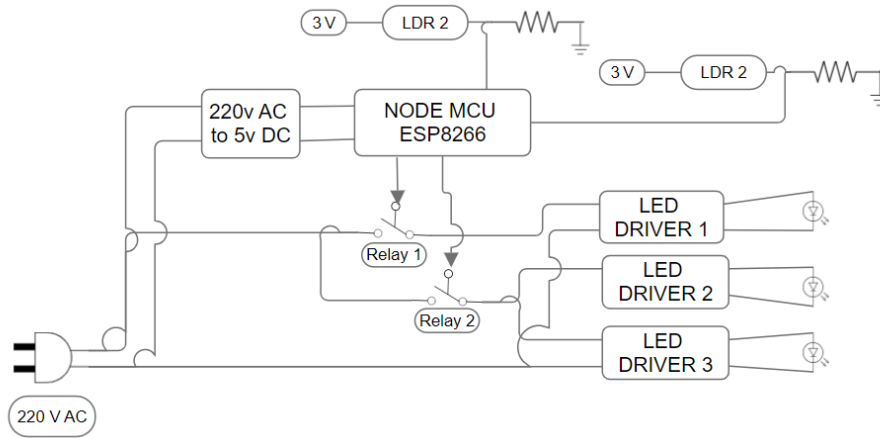 3 V
LDR 2
3 V
LDR 2
220v AC
to 5v DC
NODE MCU
ESP8266
LED
DRIVER 1
Relay 1
LED
DRIVER 2
Relay 2
LED
DRIVER 3
220 V AC